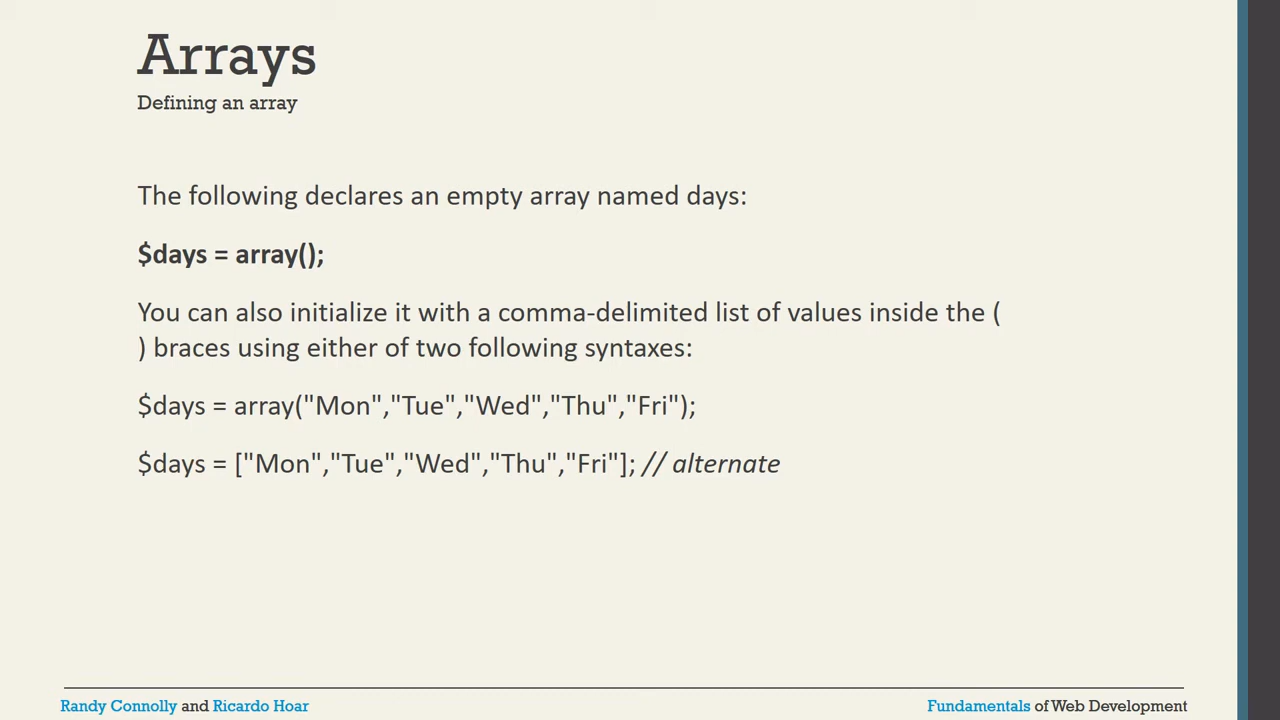 Arrays
Defining an array
The following declares an empty array named days:
$days = array();
You can also initialize it with a comma-delimited list of values inside the (
) braces using either of two following syntaxes:
$days = array("Mon","Tue","Wed","Thu","Fri");
$days = ["Mon","Tue","Wed","Thu","Fri"]; // alternate
Randy Connolly and Ricardo Hoar
Fundamentals of Web Development